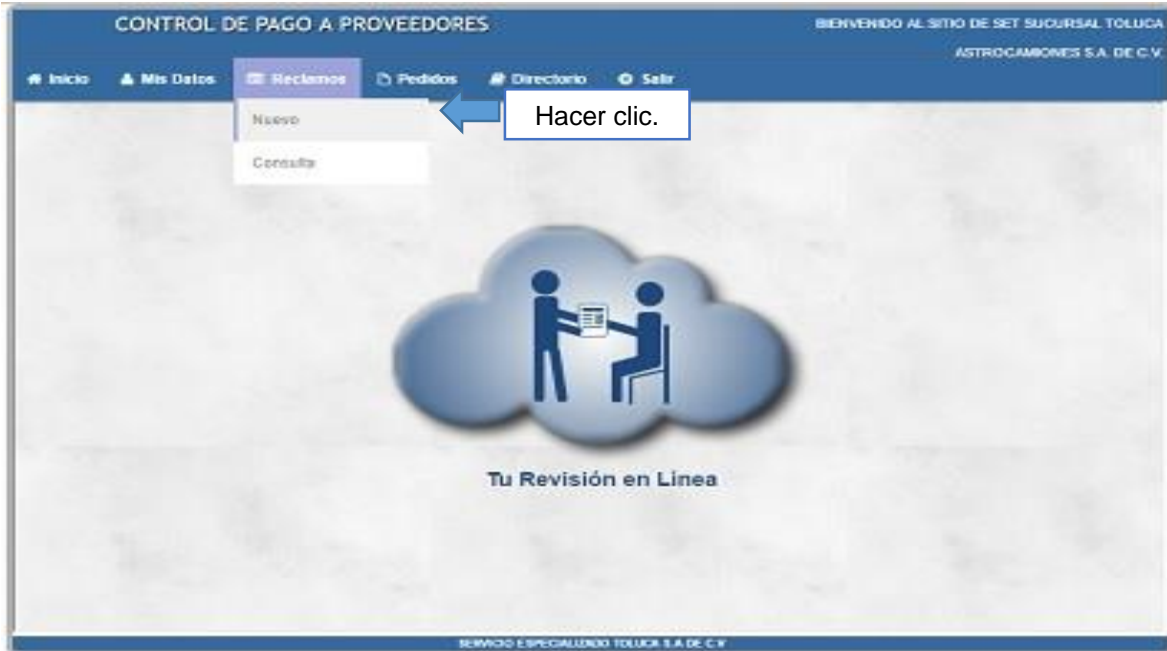 CONTROL DE PAGO A PROVEEDORES
BIENVENIDO AL SITIO DE SET SUCURSAL TOLUCA
ASTROCAMIONES S.A. DE C.V.
Inicio Mis Datos Reclamos Pedidos Directorio Salir
Nuevo
Hacer clic.
Consulta
Tu Revisión en Linea
SERVICIO ESPECIALIZADO TOLUCA S.A DE C.V